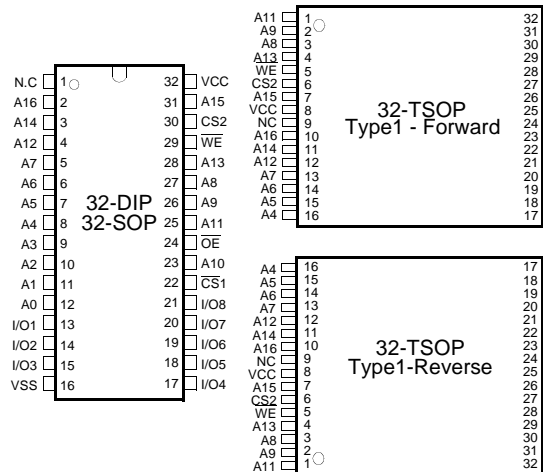 N.C 1 32 VCC
A16 2 31 A15
A14 3 30 CS2
A12 4 29 WE
A7 5 28 A13
A6 6 27 A8
A5 7 26 A9
A4 8 25 A11
A3 9 24 OE
A2 10 23 A10
A1 11 22 CS1
A0 12 21 I/O8
I/O1 13 20 I/O7
I/O2 14 19 I/O6
I/O3 15 18 I/O5
VSS 16 17 I/O4
32-DIP
32-SOP
A11 1 32
A9 2 31
A8 3 30
A13 4 29
WE 5 28
CS2 6 27
A15 7 26
VCC 8 25
NC 9 24
A16 10 23
A14 11 22
A12 12 21
A7 13 20
A6 14 19
A5 15 18
A4 16 17
32-TSOP
Type1 - Forward
A4 16 17
A5 15 18
A6 14 19
A7 13 20
A12 12 21
A14 11 22
A16 10 23
NC 9 24
VCC 8 25
A15 7 26
CS2 6 27
WE 5 28
A13 4 29
A8 3 30
A9 2 31
A11 1 32
32-TSOP
Type1-Reverse